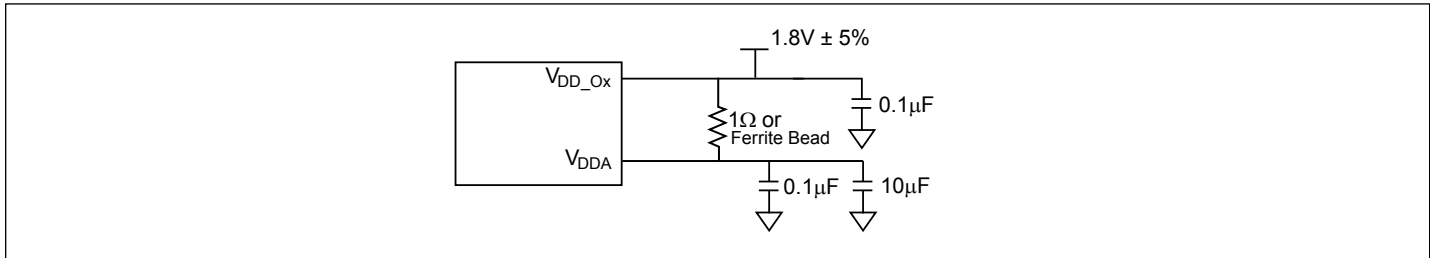 1.8V ± 5%
VDD_Ox
0.1μF
1Ω or
Ferrite Bead
VDDA
0.1μF
10μF